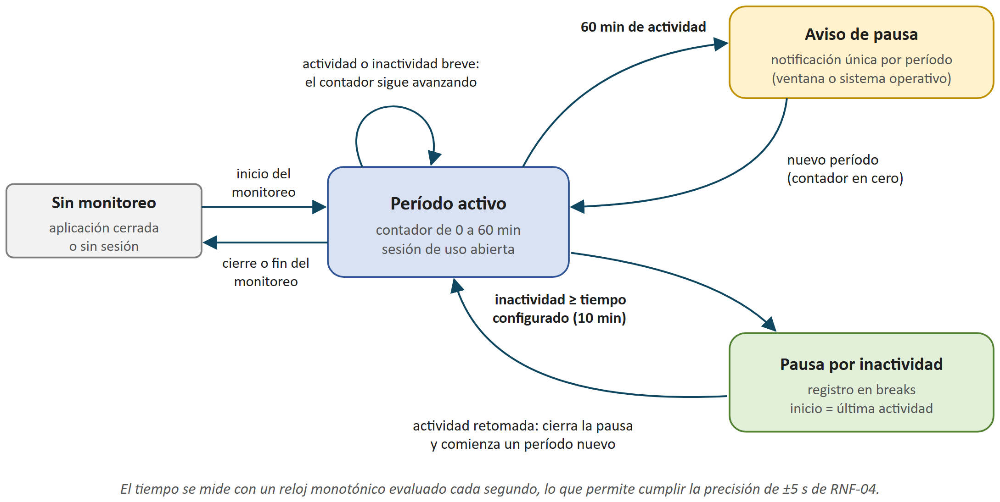 60 min de actividad
Aviso de pausa
notificación única por período
(ventana o sistema operativo)
actividad o inactividad breve:
el contador sigue avanzando
nuevo período
(contador en cero)
inicio del
monitoreo
Sin monitoreo
aplicación cerrada
o sin sesión
Período activo
contador de 0 a 60 min
sesión de uso abierta
cierre o fin del
monitoreo
inactividad ≥ tiempo
configurado (10 min)
Pausa por inactividad
registro en breaks
inicio = última actividad
actividad retomada: cierra la pausa
y comienza un período nuevo
El tiempo se mide con un reloj monotónico evaluado cada segundo, lo que permite cumplir la precisión de ±5 s de RNF-04.